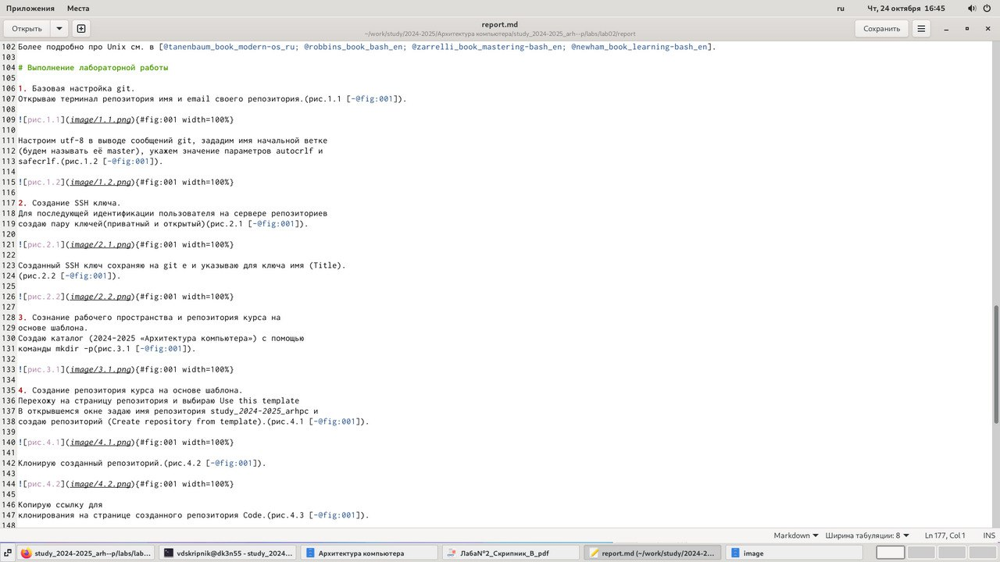 Приложения Места ru Чт, 24 октября 16:45
Открыть report.md Сохранить
~/work/study/2024-2025/Архитектура компьютера/study_2024-2025_arh--p/labs/lab02/report
102 Более подробно про Unix см. в [@tanenbaum_book_modern-os_ru; @robbins_book_bash_en; @zarrelli_book_mastering-bash_en; @newham_book_learning-bash_en].
103
104 # Выполнение лабораторной работы
105
106 1. Базовая настройка git.
107 Открываю терминал репозитория имя и email своего репозитория.(рис.1.1 [-@fig:001]).
108
109 ![рис.1.1](image/1.1.png){#fig:001 width=100%}
110
111 Настроим utf-8 в выводе сообщений git, зададим имя начальной ветке
112 (будем называть её master), укажем значение параметров autocrlf и
113 safecrlf.(рис.1.2 [-@fig:001]).
114
115 ![рис.1.2](image/1.2.png){#fig:001 width=100%}
116
117 2. Создание SSH ключа.
118 Для последующей идентификации пользователя на сервере репозиториев
119 создаю пару ключей(приватный и открытый)(рис.2.1 [-@fig:001]).
120
121 ![рис.2.1](image/2.1.png){#fig:001 width=100%}
122
123 Созданный SSH ключ сохраняю на git е и указываю для ключа имя (Title).
124 (рис.2.2 [-@fig:001]).
125
126 ![рис.2.2](image/2.2.png){#fig:001 width=100%}
127
128 3. Сознание рабочего пространства и репозитория курса на
129 основе шаблона.
130 Создаю каталог (2024-2025 «Архитектура компьютера») с помощью
131 команды mkdir -p(рис.3.1 [-@fig:001]).
132
133 ![рис.3.1](image/3.1.png){#fig:001 width=100%}
134
135 4. Создание репозитория курса на основе шаблона.
136 Перехожу на страницу репозитория и выбираю Use this template
137 В открывшемся окне задаю имя репозитория study_2024-2025_arhpc и
138 создаю репозиторий (Create repository from template).(рис.4.1 [-@fig:001]).
139
140 ![рис.4.1](image/4.1.png){#fig:001 width=100%}
141
142 Клонирую созданный репозиторий.(рис.4.2 [-@fig:001]).
143
144 ![рис.4.2](image/4.2.png){#fig:001 width=100%}
145
146 Копирую ссылку для
147 клонирования на странице созданного репозитория Code.(рис.4.3 [-@fig:001]).
148
Markdown Ширина табуляции: 8 Ln 177, Col 1 INS
study_2024-2025_arh--p/labs/lab... vdskripnik@dk3n55 - study_2024... Архитектура компьютера Лаба№2_Скрипник_В_pdf report.md (~/work/study/2024-2... image